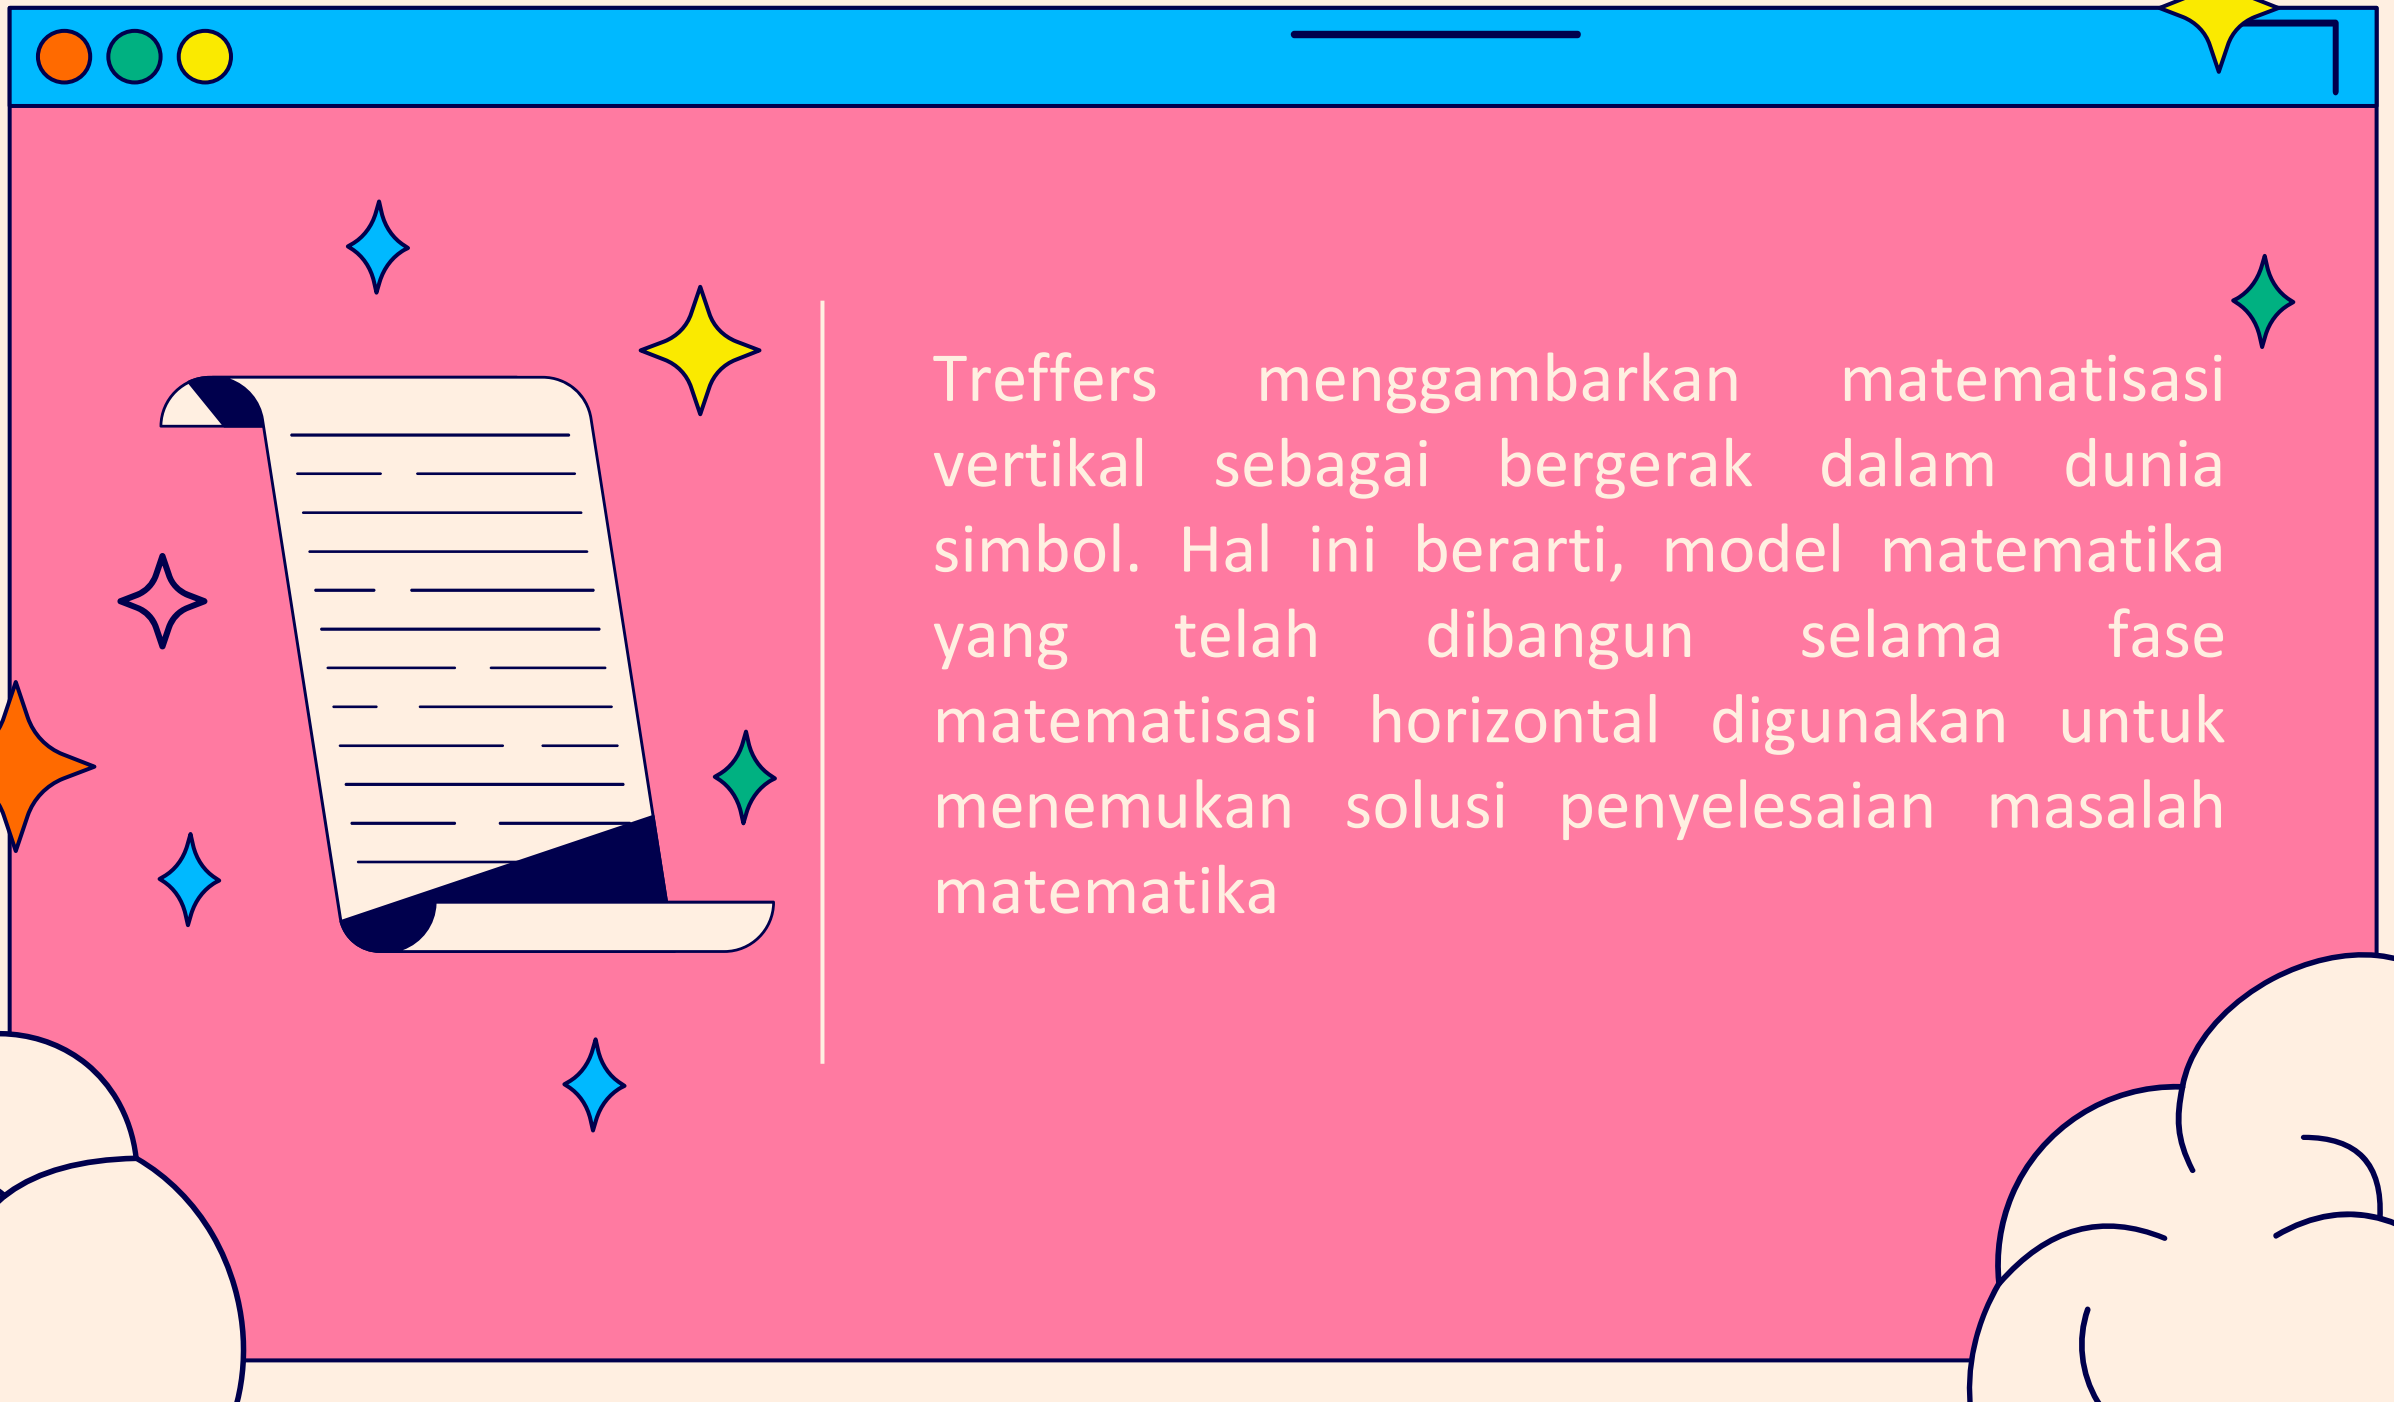 Treffers menggambarkan matematisasi
vertikal sebagai bergerak dalam dunia
simbol. Hal ini berarti, model matematika
yang telah dibangun selama fase
matematisasi horizontal digunakan untuk
menemukan solusi penyelesaian masalah
matematika